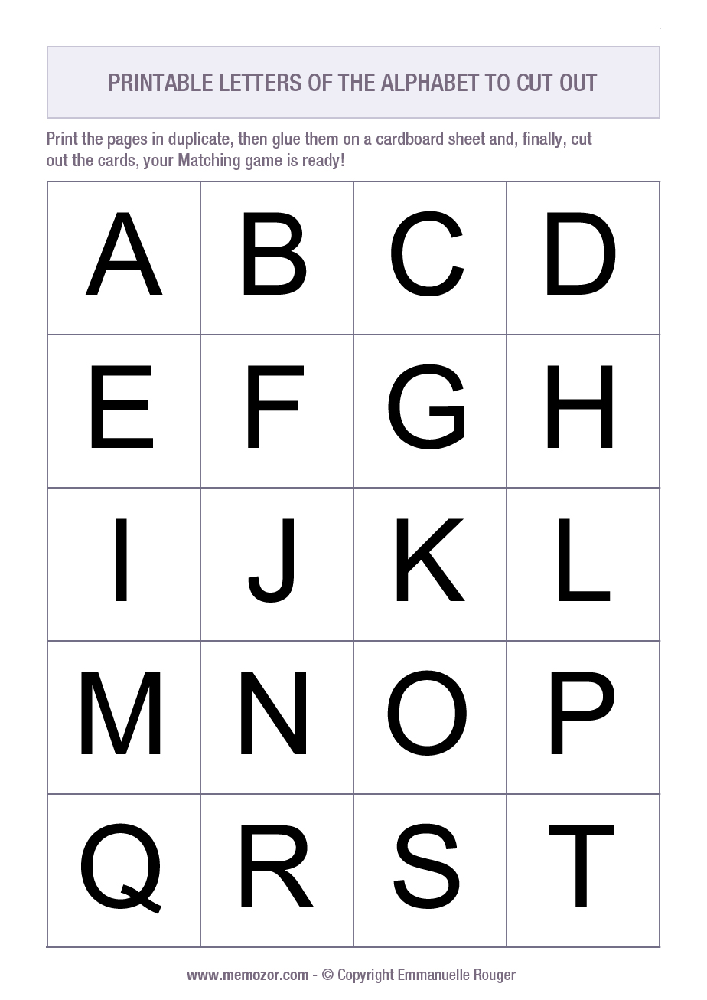 PRINTABLE LETTERS OF THE ALPHABET TO CUT OUT
Print the pages in duplicate, then glue them on a cardboard sheet and, finally, cut
out the cards, your Matching game is ready!
A B C D
E F G H
I J K L
M N O P
Q R S T
www.memozor.com - © Copyright Emmanuelle Rouger